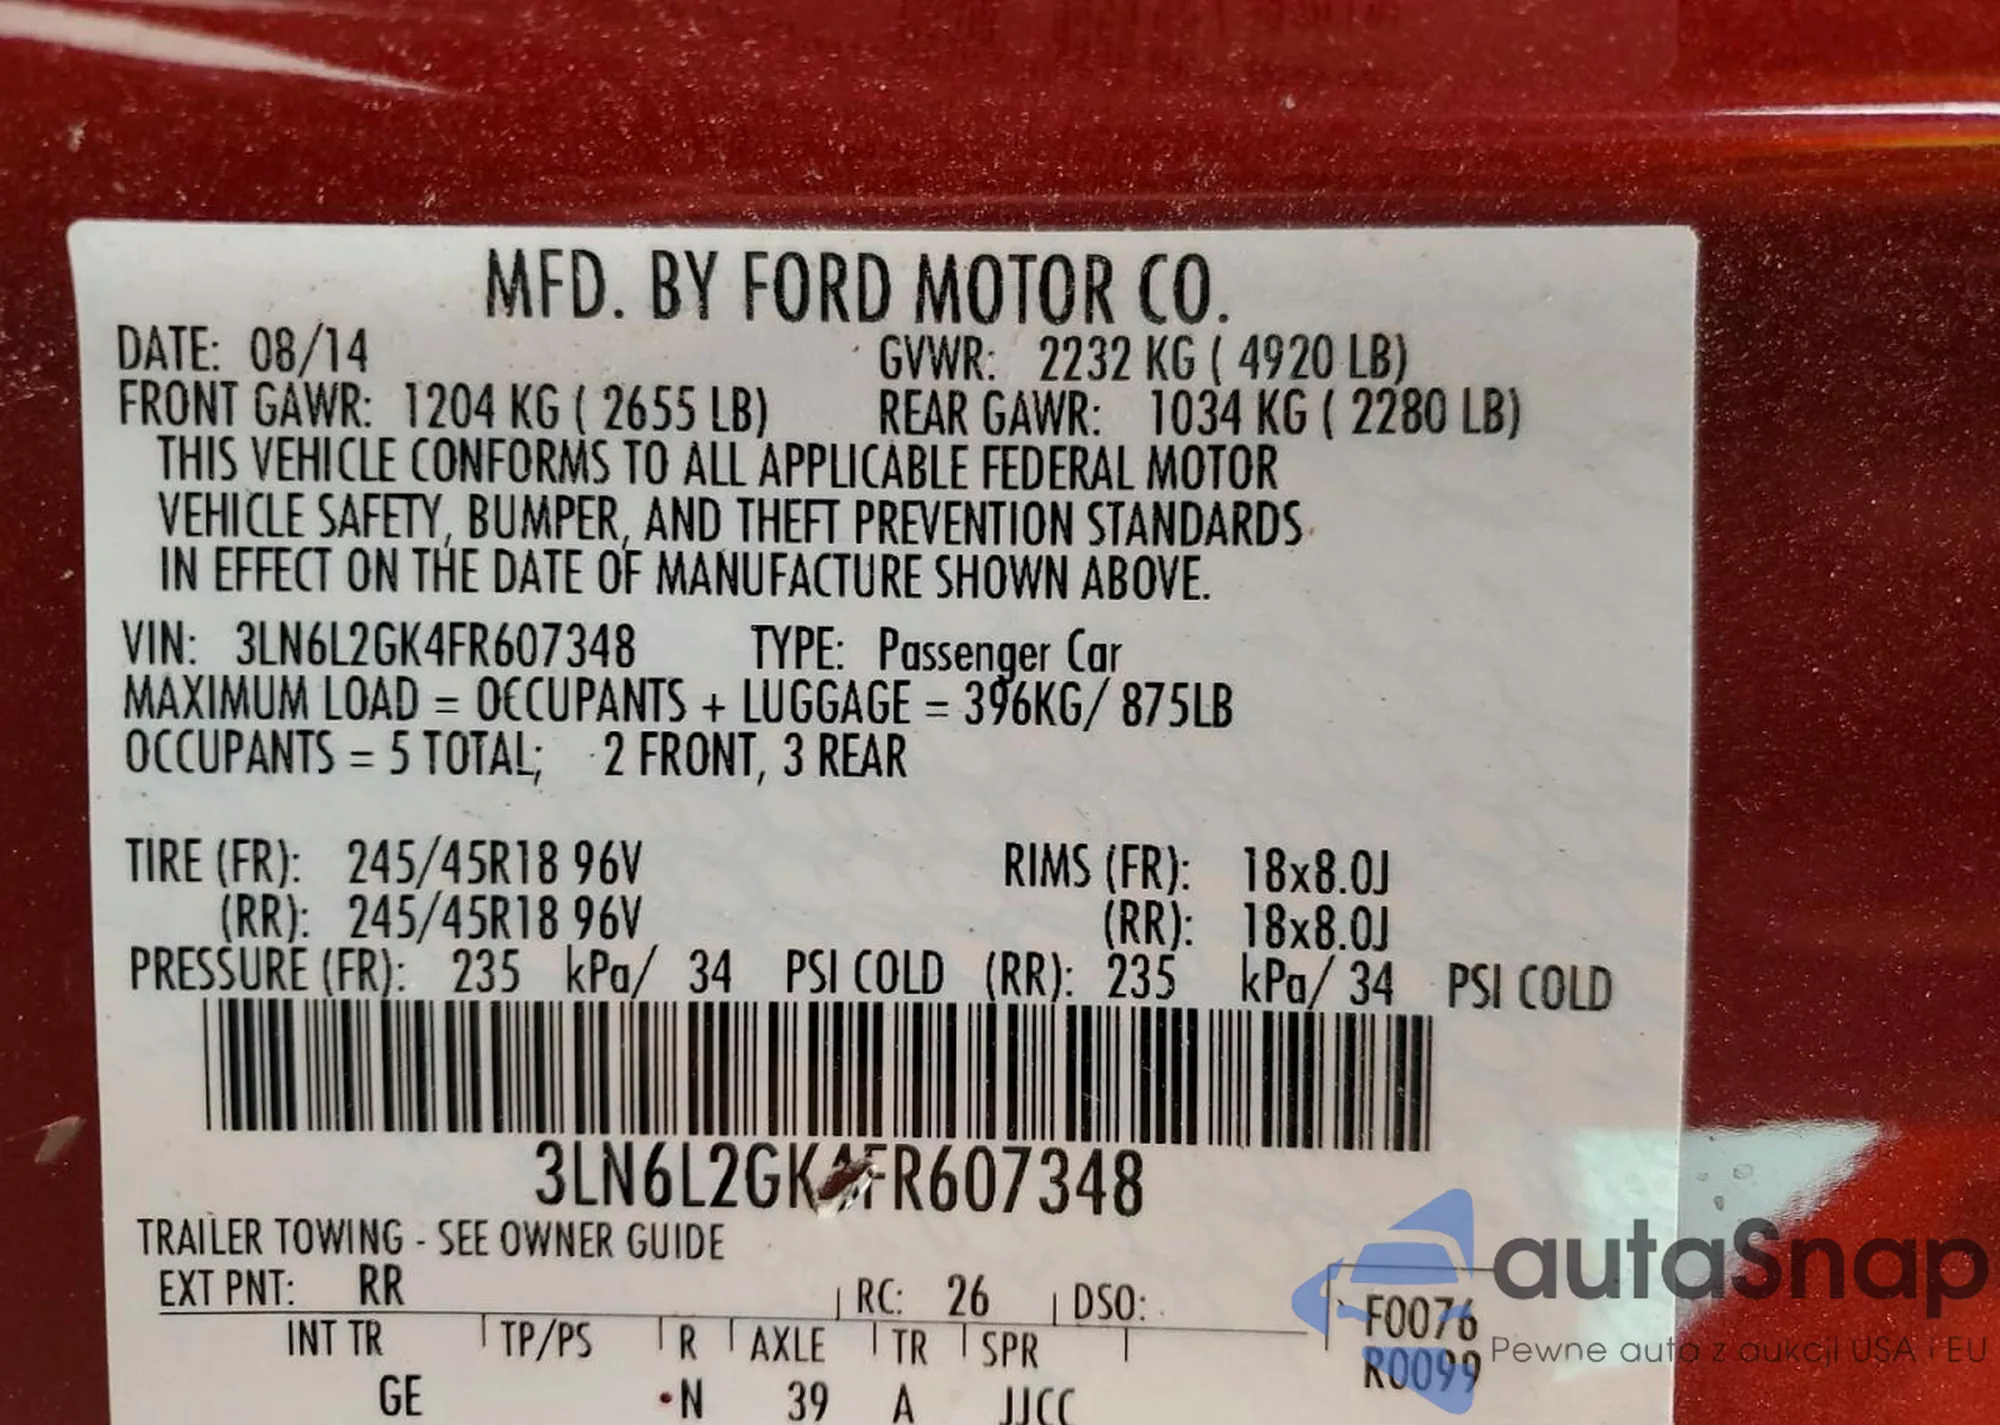 MFD. BY FORD MOTOR CO.
DATE: 08/14 GVWR: 2232 KG ( 4920 LB)
FRONT GAWR: 1204 KG ( 2655 LB) REAR GAWR: 1034 KG ( 2280 LB)
THIS VEHICLE CONFORMS TO ALL APPLICABLE FEDERAL MOTOR
VEHICLE SAFETY, BUMPER, AND THEFT PREVENTION STANDARDS
IN EFFECT ON THE DATE OF MANUFACTURE SHOWN ABOVE.
VIN: 3LN6L2GK4FR607348 TYPE: Passenger Car
MAXIMUM LOAD = OCCUPANTS + LUGGAGE = 396KG/ 875LB
OCCUPANTS = 5 TOTAL; 2 FRONT, 3 REAR
TIRE (FR): 245/45R18 96V RIMS (FR): 18x8.0J
(RR): 245/45R18 96V (RR): 18x8.0J
PRESSURE (FR): 235 kPa/ 34 PSI COLD (RR): 235 kPa/ 34 PSI COLD
3LN6L2GK4FR607348
TRAILER TOWING - SEE OWNER GUIDE
EXT PNT: RR RC: 26 DSO: F0076
INT TR TP/PS R AXLE TR SPR R0099
GE N 39 A JJCC
autaSnap
Pewne auta z aukcji USA i EU